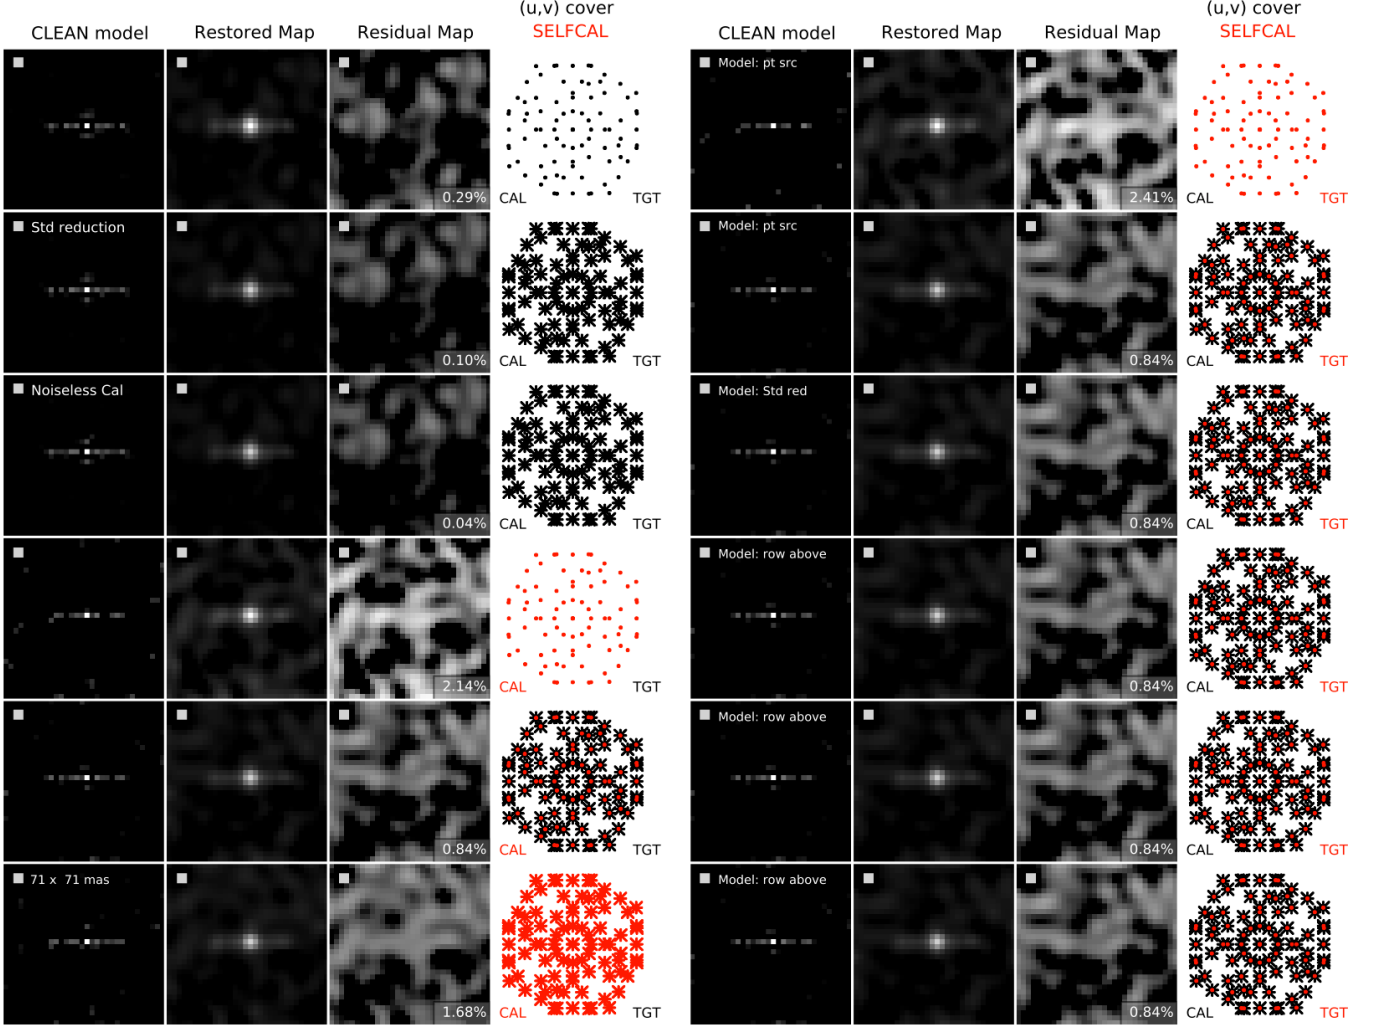 (u,v) cover
CLEAN model Restored Map Residual Map SELFCAL
0.29% CAL TGT
Std reduction
0.10% CAL TGT
Noiseless Cal
0.04% CAL TGT
2.14% CAL TGT
0.84% CAL TGT
71 x 71 mas
1.68% CAL TGT
(u,v) cover
CLEAN model Restored Map Residual Map SELFCAL
Model: pt src
2.41% CAL TGT
Model: pt src
0.84% CAL TGT
Model: Std red
0.84% CAL TGT
Model: row above
0.84% CAL TGT
Model: row above
0.84% CAL TGT
Model: row above
0.84% CAL TGT